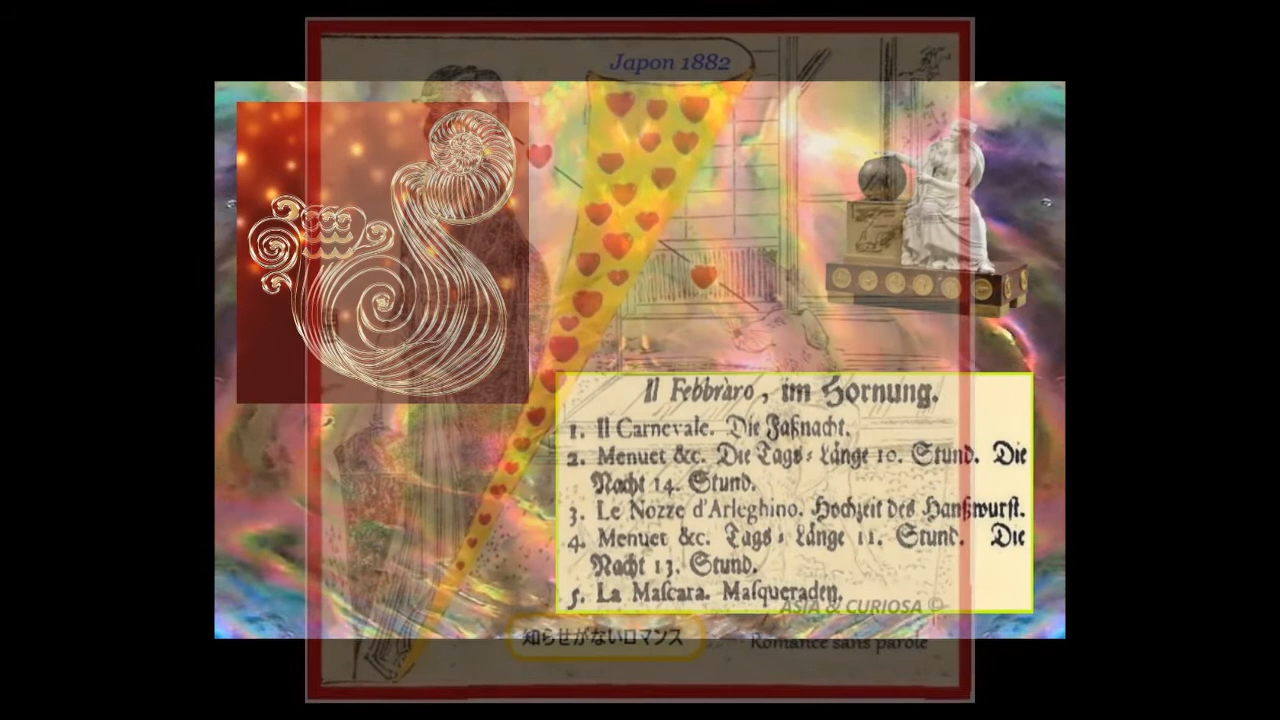 Japon 1882
Il Febbràro, im Hornung.
1. Il Carnevale. Die Faßnacht.
2. Menuet &c. Die Tags-Länge 10. Stund. Die
Nacht 14. Stund.
3. Le Nozze d'Arleghino. Hochzeit des Hanßwurst.
4. Menuet &c. Tags-Länge 11. Stund. Die
Nacht 13. Stund.
5. La Mascara. Masqueraden.
ASIA & CURIOSA ©
知らせがないロマンス
Romance sans parole